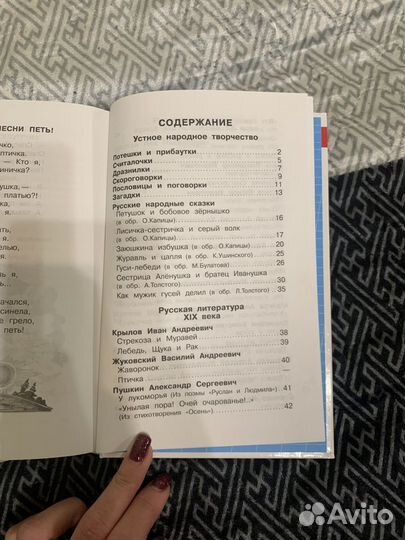 ПЕСНИ ПЕТЬ!
СОДЕРЖАНИЕ
Устное народное творчество
Потешки и прибаутки 2
Считалочки 5
Дразнилки 7
Скороговорки 9
Пословицы и поговорки 11
Загадки 13
Русские народные сказки
Петушок и бобовое зёрнышко
(в обр. О.Капицы) 16
Лисичка-сестричка и серый волк
(в обр. О.Капицы) 17
Заюшкина избушка (в обр. О.Капицы) 20
Журавль и цапля (в обр. К.Ушинского) 25
Гуси-лебеди (в обр. М.Булатова) 26
Сестрица Алёнушка и братец Иванушка
(в обр. А.Толстого) 30
Как мужик гусей делил (в обр. Л.Толстого) 35
Русская литература
XIX века
Крылов Иван Андреевич
Стрекоза и Муравей 38
Лебедь, Щука и Рак 39
Жуковский Василий Андреевич
Жаворонок 40
Птичка —
Пушкин Александр Сергеевич
У лукоморья (Из поэмы «Руслан и Людмила») 41
«Унылая пора! Очей очарованье!..»
(Из стихотворения «Осень») 42
Avito